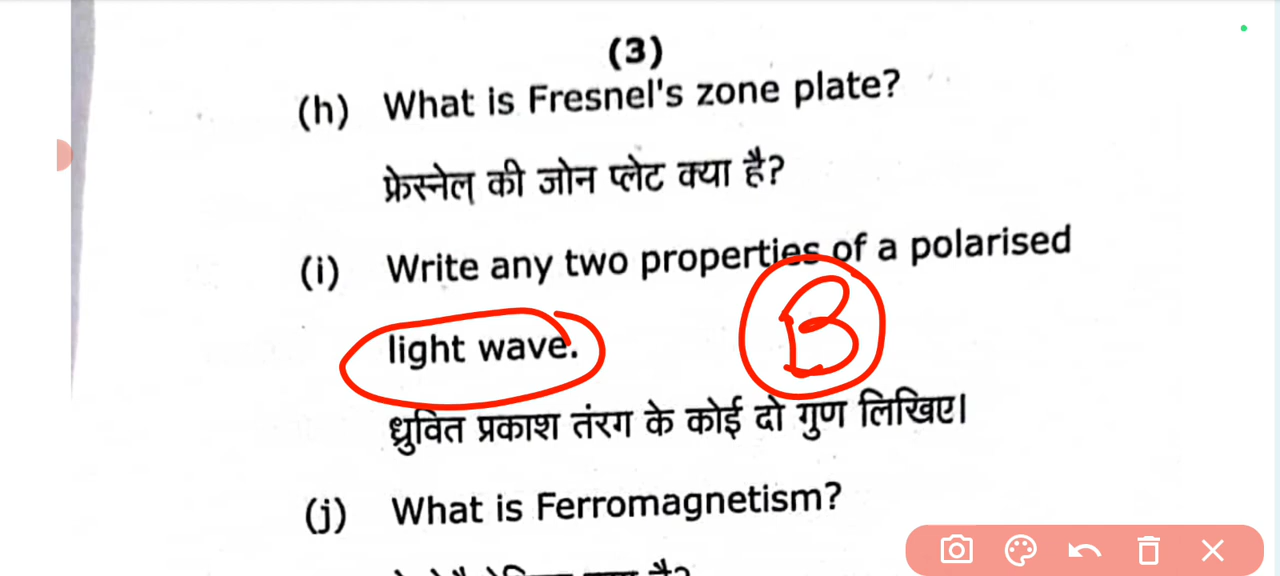 (3)
(h) What is Fresnel's zone plate?
फ्रेस्नेल् की जोन प्लेट क्या है?
(i) Write any two properties of a polarised
light wave.
B
ध्रुवित प्रकाश तंरग के कोई दो गुण लिखिए।
(j) What is Ferromagnetism?